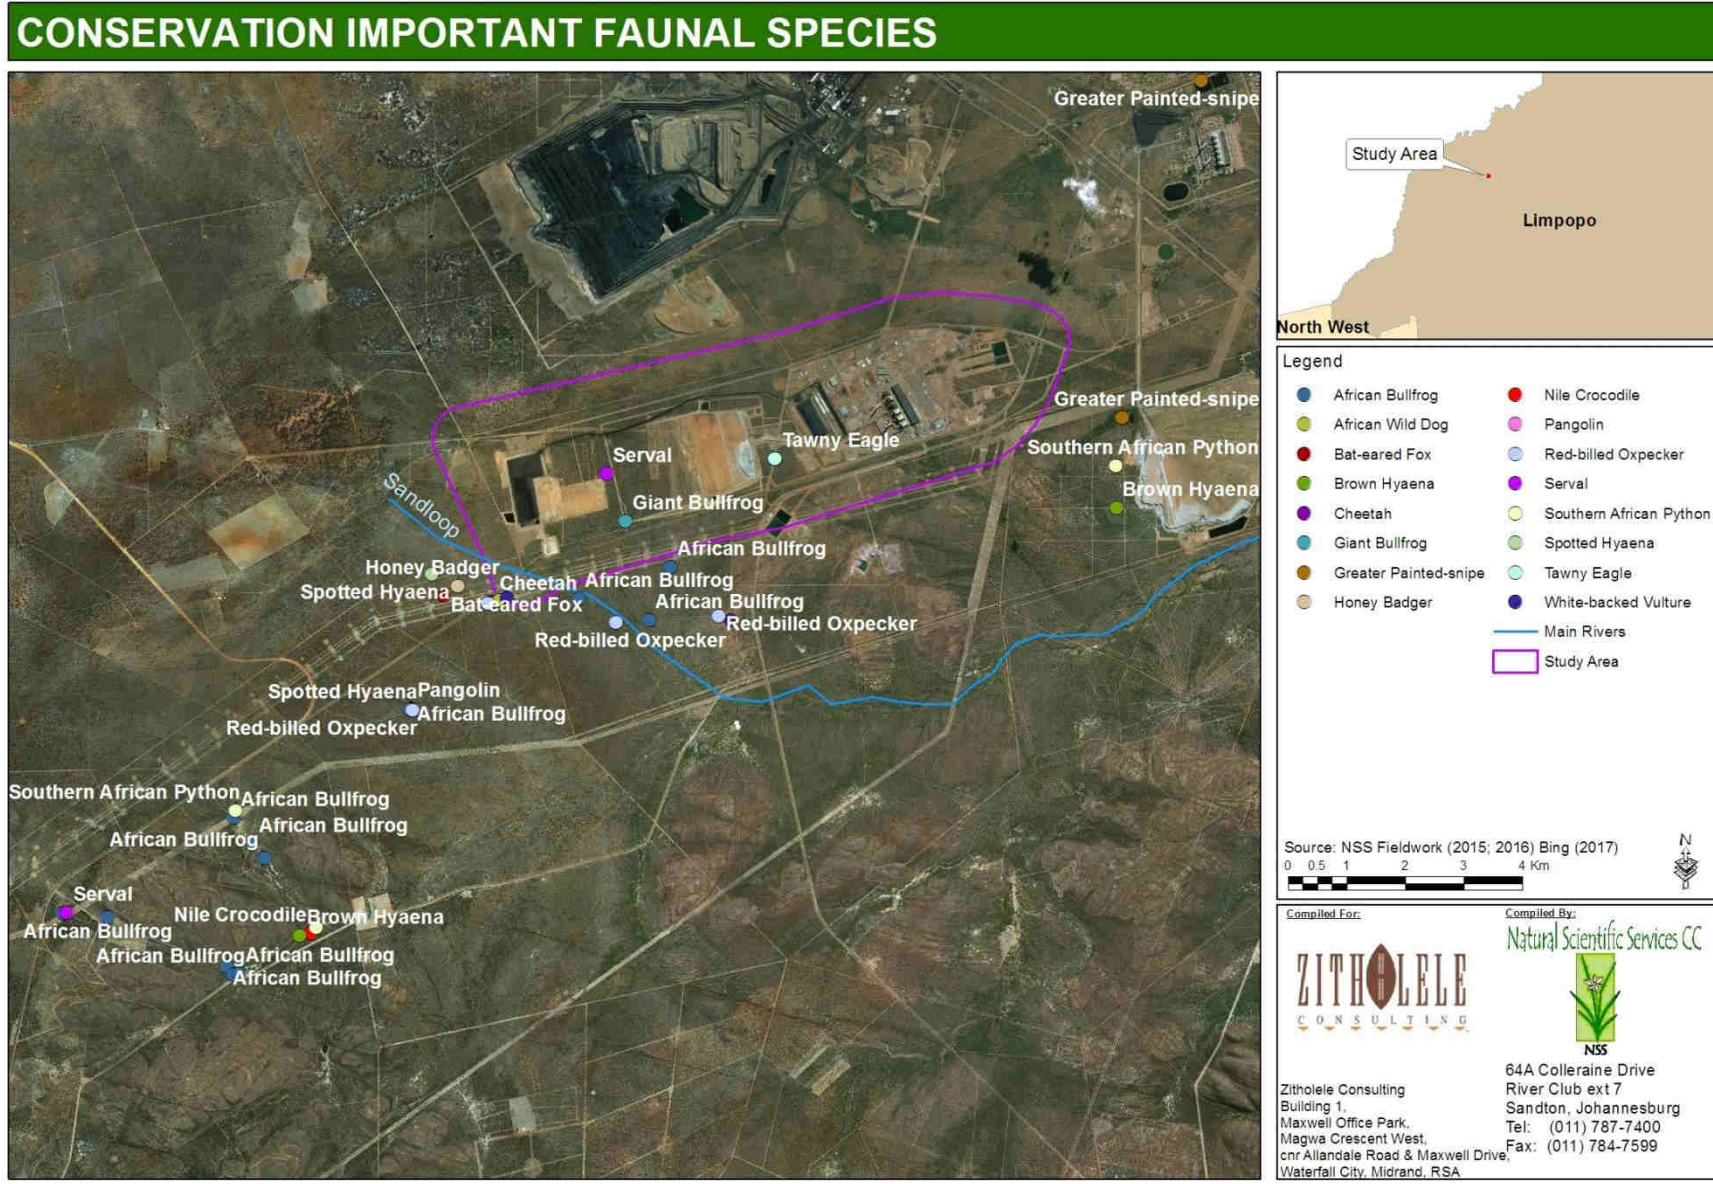 CONSERVATION IMPORTANT FAUNAL SPECIES
Greater Painted-snipe
Greater Painted-snipe
Tawny Eagle
Southern African Python
Serval
Brown Hyaena
Giant Bullfrog
Sandloop
African Bullfrog
Honey Badger
Cheetah
African Bullfrog
Spotted Hyaena
Bat-eared Fox
African Bullfrog
Red-billed Oxpecker
Red-billed Oxpecker
Spotted Hyaena
Pangolin
African Bullfrog
Red-billed Oxpecker
Southern African Python
African Bullfrog
African Bullfrog
African Bullfrog
Serval
Nile Crocodile
Brown Hyaena
African Bullfrog
African Bullfrog
African Bullfrog
African Bullfrog
Study Area
Limpopo
North West
Legend
African Bullfrog
African Wild Dog
Bat-eared Fox
Brown Hyaena
Cheetah
Giant Bullfrog
Greater Painted-snipe
Honey Badger
Nile Crocodile
Pangolin
Red-billed Oxpecker
Serval
Southern African Python
Spotted Hyaena
Tawny Eagle
White-backed Vulture
Main Rivers
Study Area
Source: NSS Fieldwork (2015; 2016) Bing (2017)
0 0.5 1 2 3 4 Km
N
Compiled For:
ZITHOLELE
CONSULTING
Zitholele Consulting
Building 1,
Maxwell Office Park,
Magwa Crescent West,
cnr Allandale Road & Maxwell Drive,
Waterfall City, Midrand, RSA
Compiled By:
Natural Scientific Services CC
NSS
64A Colleraine Drive
River Club ext 7
Sandton, Johannesburg
Tel: (011) 787-7400
Fax: (011) 784-7599